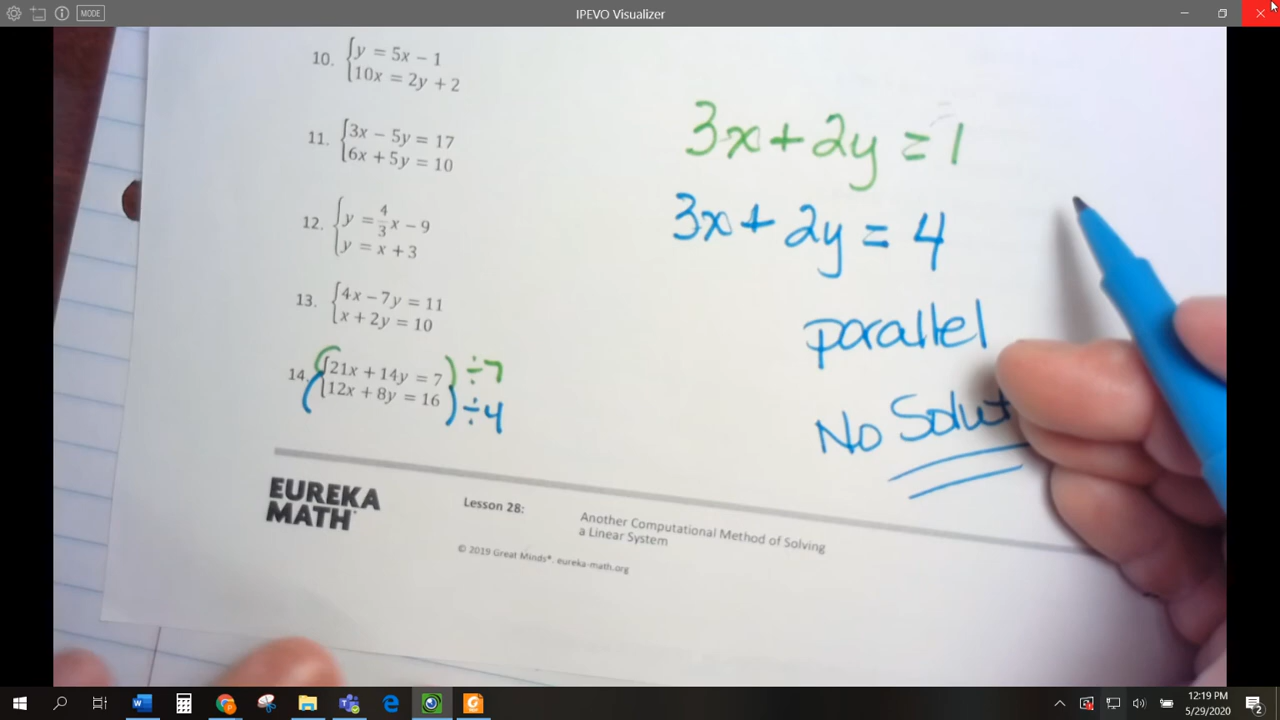 MODE
IPEVO Visualizer
10. y = 5x − 1
10x = 2y + 2
11. 3x − 5y = 17
6x + 5y = 10
12. y = 4/3 x − 9
y = x + 3
13. 4x − 7y = 11
x + 2y = 10
14. 21x + 14y = 7 ) ÷7
12x + 8y = 16 ) ÷4
3x + 2y = 1
3x + 2y = 4
parallel
No Solut
EUREKA
MATH
Lesson 28:
Another Computational Method of Solving
a Linear System
© 2019 Great Minds®. eureka-math.org
12:19 PM
5/29/2020
2